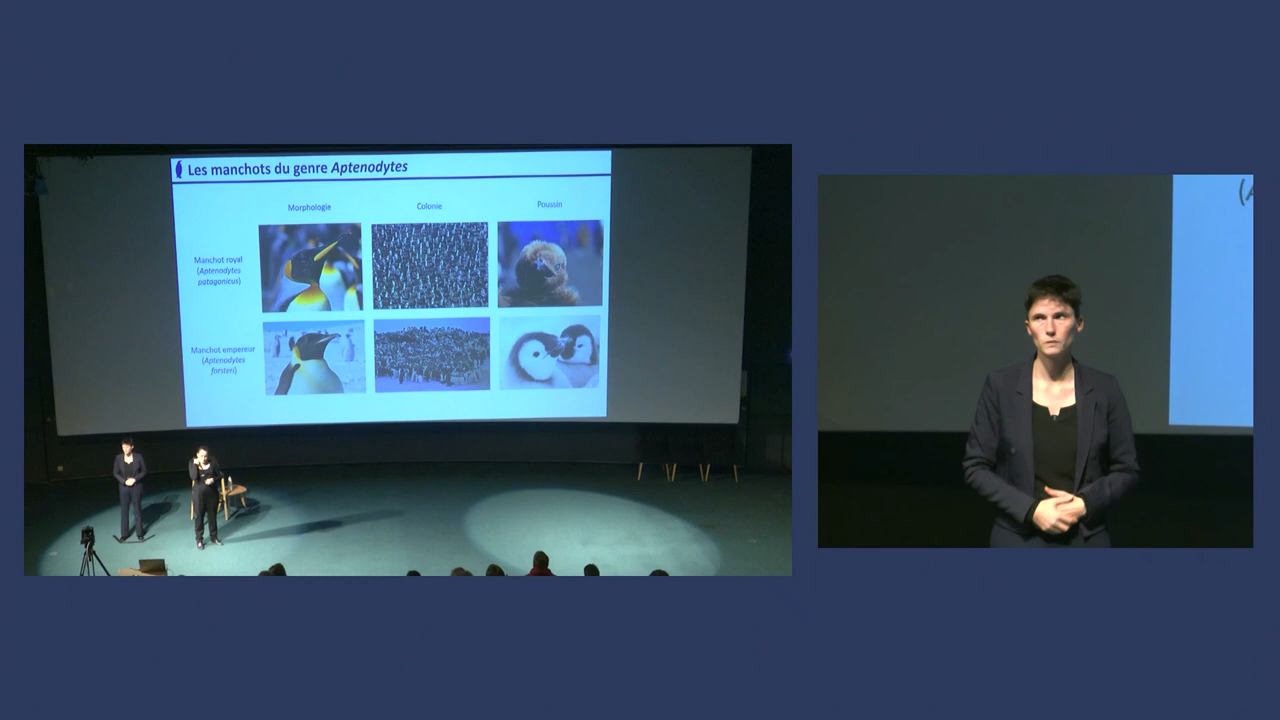 Les manchots du genre Aptenodytes
Morphologie Colonie Poussin
Manchot royal
(Aptenodytes
patagonicus)
Manchot empereur
(Aptenodytes
forsteri)
(A